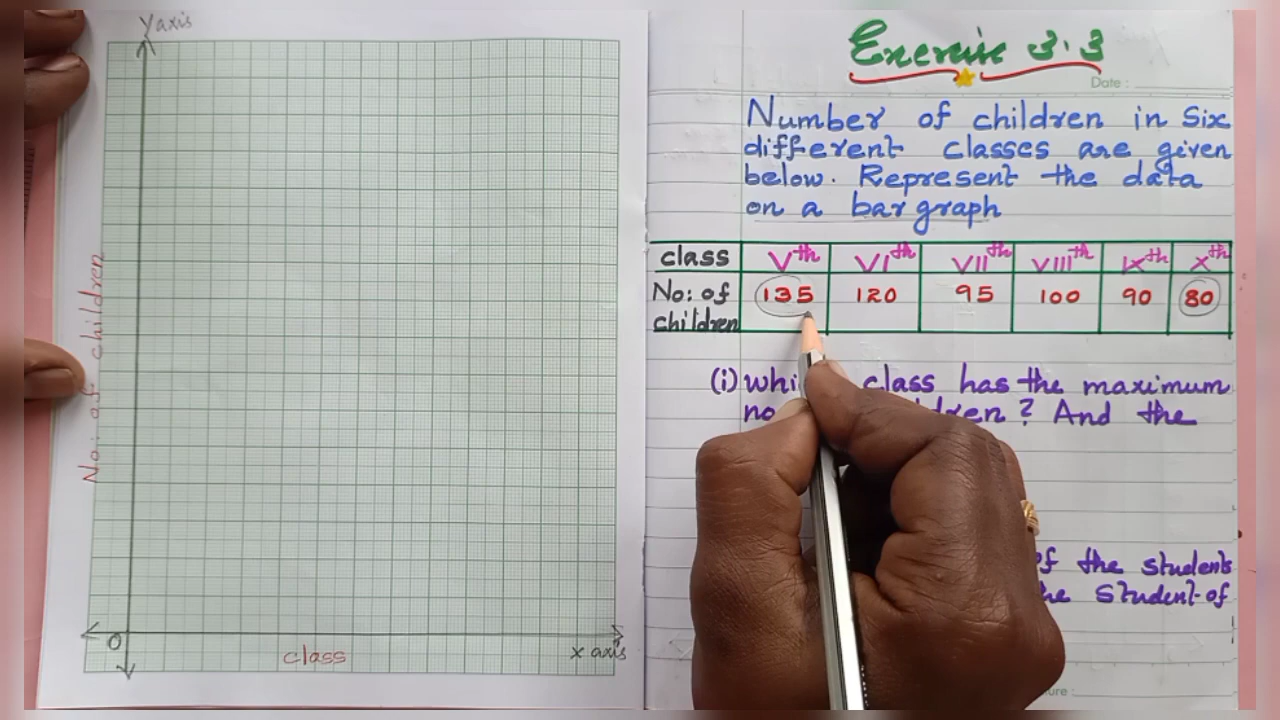 Y axis
No: of children
O
class
x axis
Exercise 3.3
Date :
Number of children in Six
different classes are given
below. Represent the data
on a bar graph
class Vth VIth VIIth VIIIth IXth Xth
No: of 135 120 95 100 90 80
children
(i) class has the maximum
? And the
of the students
Student of